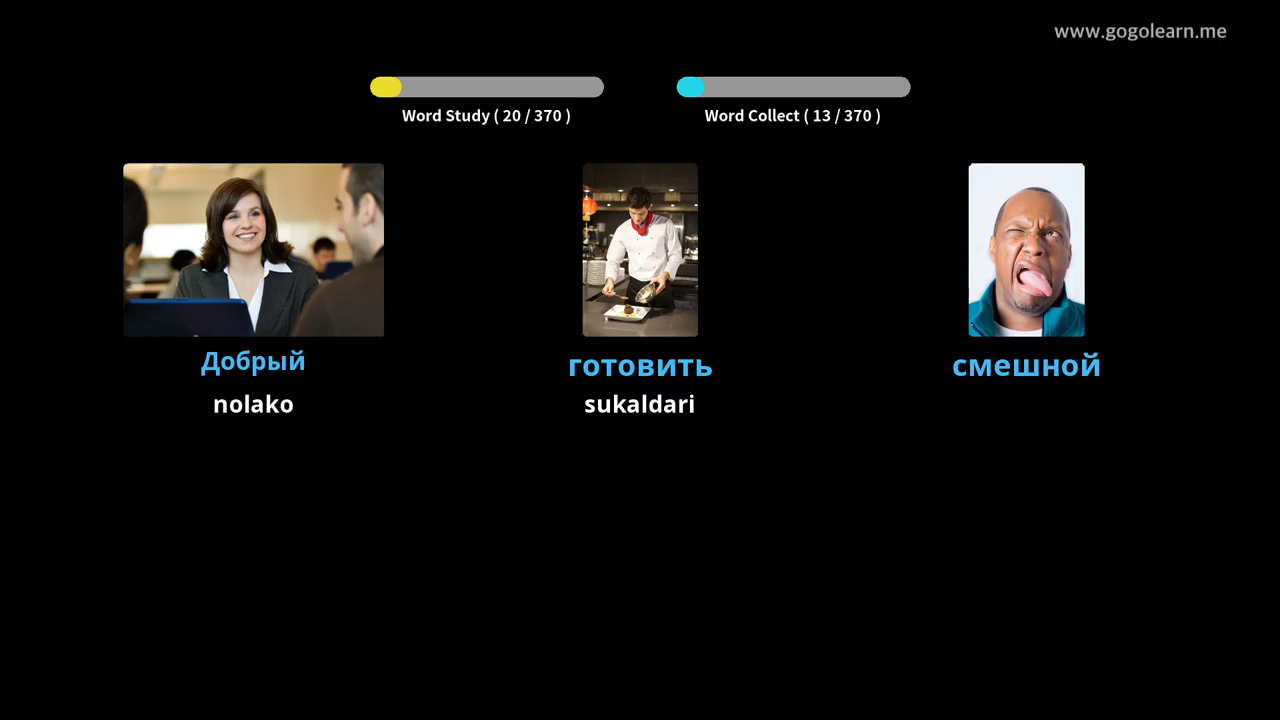 www.gogolearn.me
Word Study ( 20 / 370 )
Word Collect ( 13 / 370 )
Добрый
готовить
смешной
nolako
sukaldari